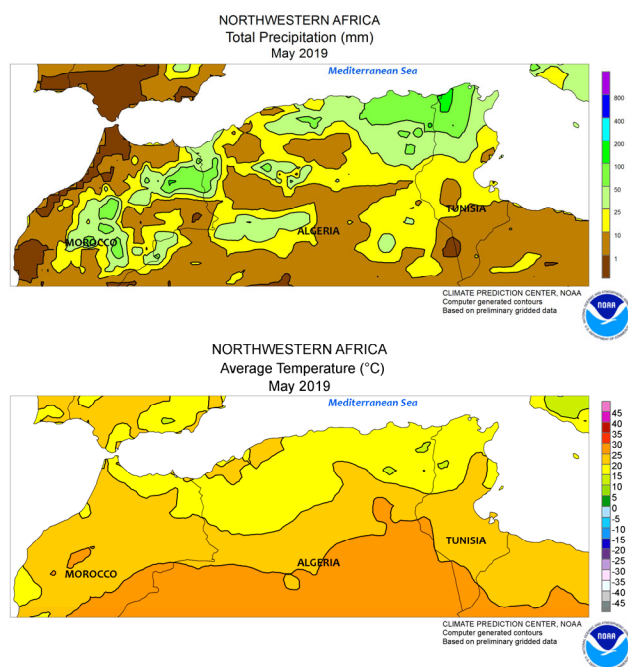 NORTHWESTERN AFRICA
Total Precipitation (mm)
May 2019
Mediterranean Sea
MOROCCO
ALGERIA
TUNISIA
800
400
200
100
50
25
10
1
CLIMATE PREDICTION CENTER, NOAA
Computer generated contours
Based on preliminary gridded data
NOAA
NORTHWESTERN AFRICA
Average Temperature (°C)
May 2019
Mediterranean Sea
MOROCCO
ALGERIA
TUNISIA
45
40
35
30
25
20
15
10
5
0
-5
-10
-15
-20
-25
-30
-35
-40
-45
CLIMATE PREDICTION CENTER, NOAA
Computer generated contours
Based on preliminary gridded data
NOAA